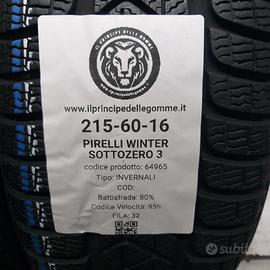 IL PRINCIPE DELLE GOMME
www.ilprincipedellegomme.it
215-60-16
PIRELLI WINTER
SOTTOZERO 3
codice prodotto: 64965
Tipo: INVERNALI
COD:
Battistrada: 80%
Codice Velocità: 95h
FILA: 32
subito